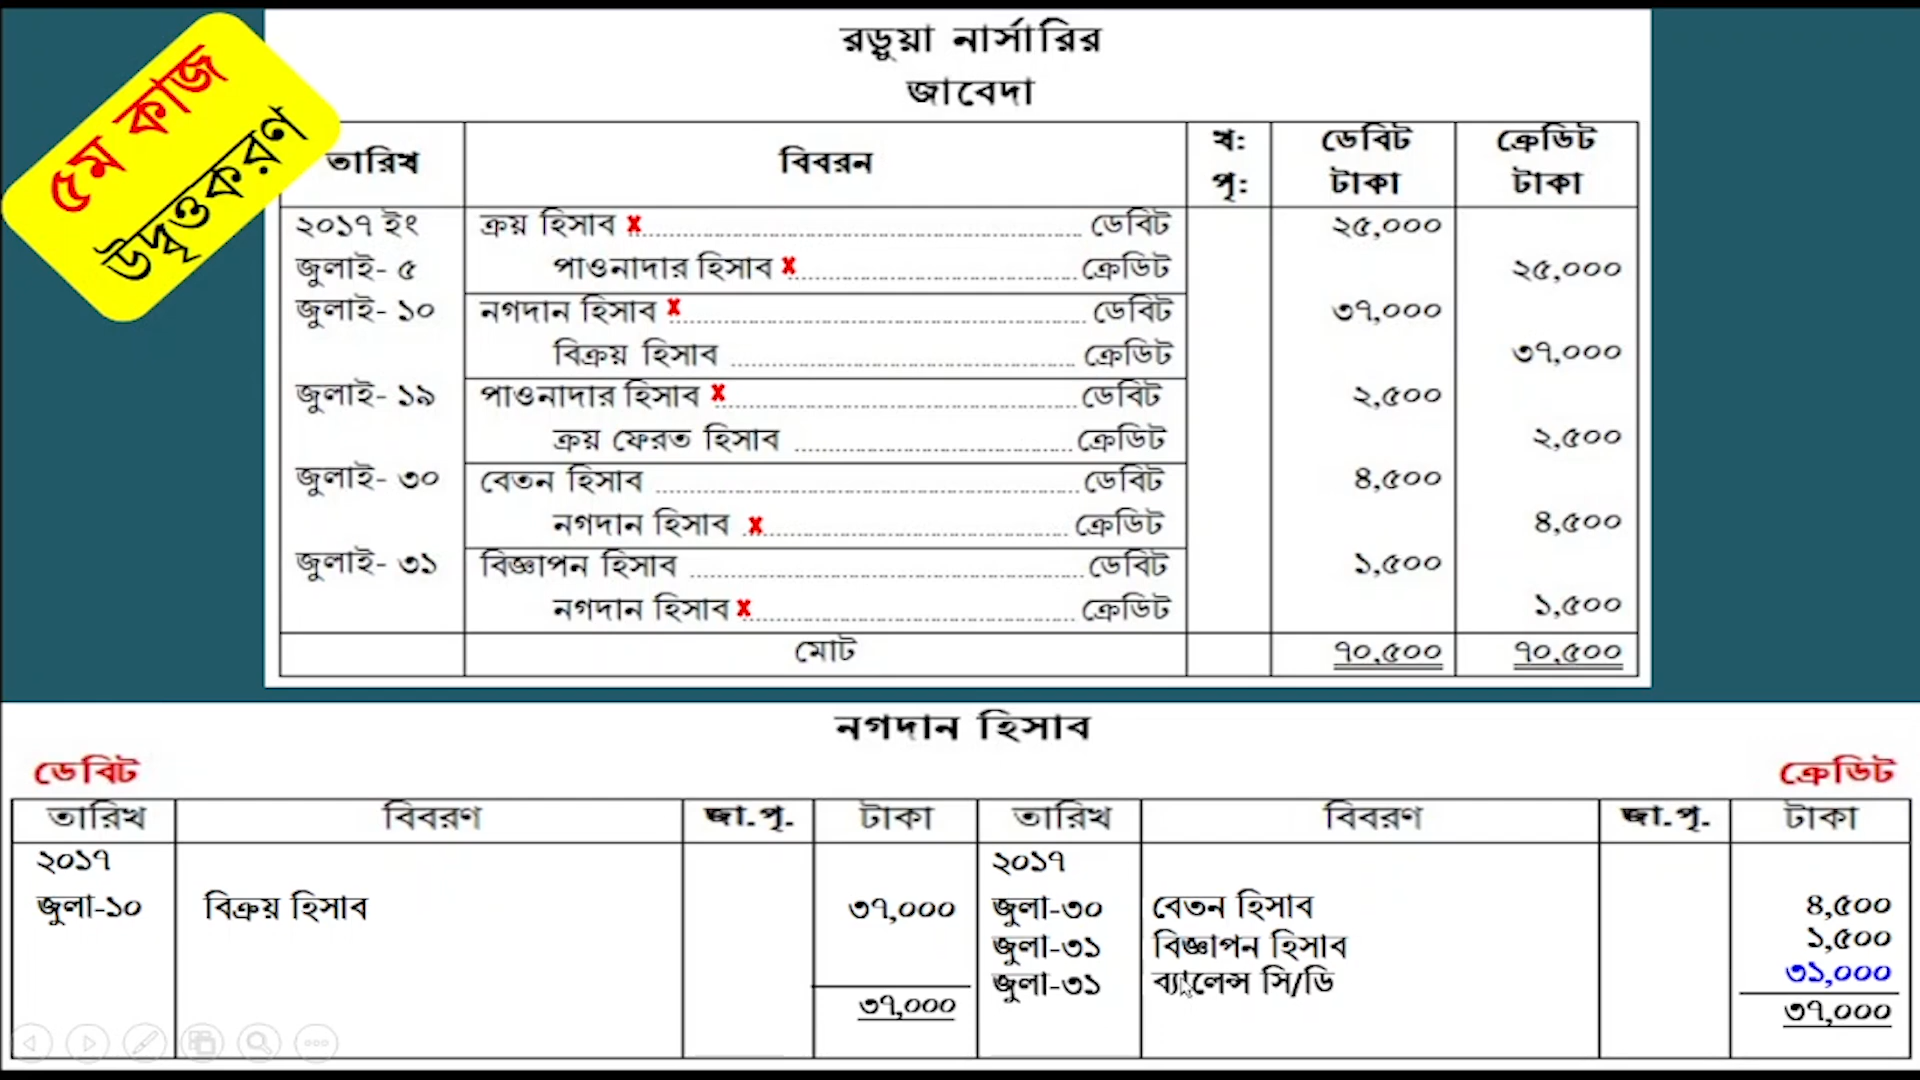 ৫ম কাজ
উদ্বৃত্তকরণ
রড়ুয়া নার্সারির
জাবেদা
তারিখ বিবরন খ: পৃ: ডেবিট টাকা ক্রেডিট টাকা
২০১৭ ইং ক্রয় হিসাব x ডেবিট ২৫,০০০
জুলাই- ৫ পাওনাদার হিসাব x ক্রেডিট ২৫,০০০
জুলাই- ১০ নগদান হিসাব x ডেবিট ৩৭,০০০
বিক্রয় হিসাব ক্রেডিট ৩৭,০০০
জুলাই- ১৯ পাওনাদার হিসাব x ডেবিট ২,৫০০
ক্রয় ফেরত হিসাব ক্রেডিট ২,৫০০
জুলাই- ৩০ বেতন হিসাব ডেবিট ৪,৫০০
নগদান হিসাব x ক্রেডিট ৪,৫০০
জুলাই- ৩১ বিজ্ঞাপন হিসাব ডেবিট ১,৫০০
নগদান হিসাব x ক্রেডিট ১,৫০০
মোট ৭০,৫০০ ৭০,৫০০
নগদান হিসাব
ডেবিট ক্রেডিট
তারিখ বিবরণ জা.পৃ. টাকা তারিখ বিবরণ জা.পৃ. টাকা
২০১৭ ২০১৭
জুলা-১০ বিক্রয় হিসাব ৩৭,০০০ জুলা-৩০ বেতন হিসাব ৪,৫০০
জুলা-৩১ বিজ্ঞাপন হিসাব ১,৫০০
জুলা-৩১ ব্যালেন্স সি/ডি ৩১,০০০
৩৭,০০০ ৩৭,০০০